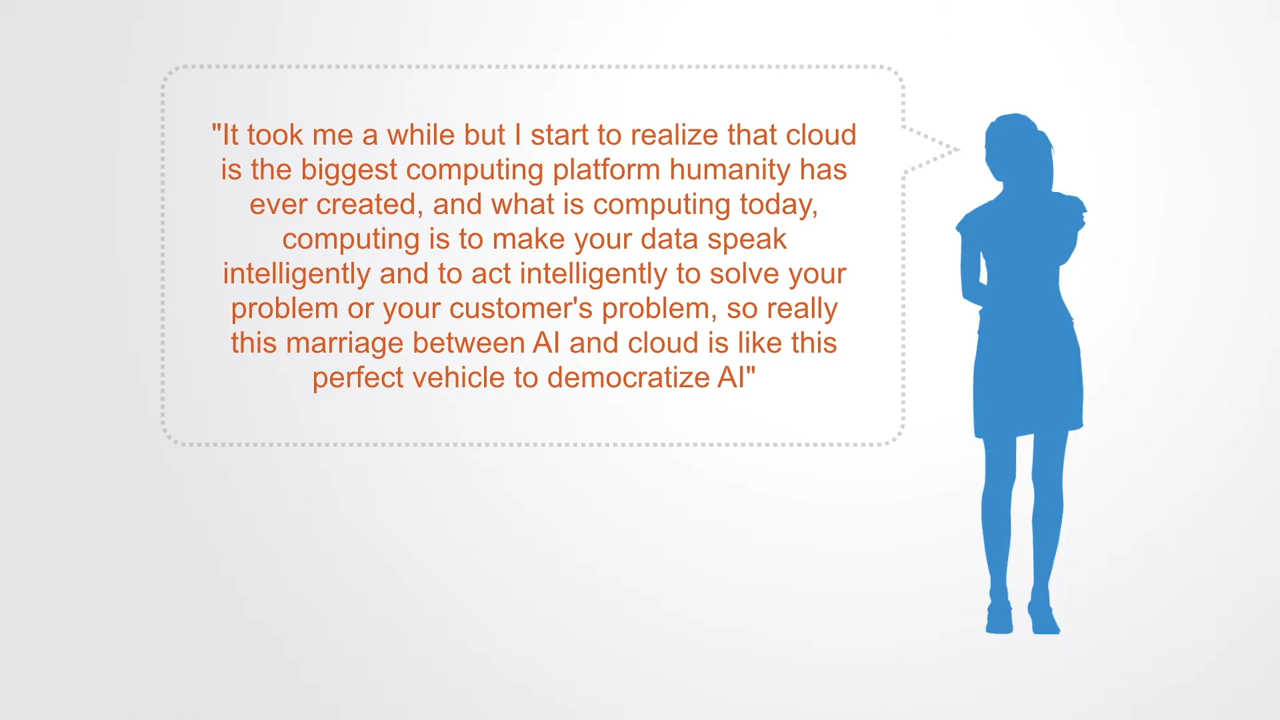 "It took me a while but I start to realize that cloud
is the biggest computing platform humanity has
ever created, and what is computing today,
computing is to make your data speak
intelligently and to act intelligently to solve your
problem or your customer's problem, so really
this marriage between AI and cloud is like this
perfect vehicle to democratize AI"